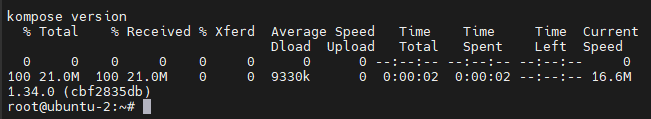 kompose version
  % Total    % Received % Xferd  Average Speed   Time    Time     Time  Current
                                 Dload  Upload   Total   Spent    Left  Speed
  0     0    0     0    0     0      0      0 --:--:-- --:--:-- --:--:--     0
100 21.0M  100 21.0M    0     0  9330k      0  0:00:02  0:00:02 --:--:-- 16.6M
1.34.0 (cbf2835db)
root@ubuntu-2:~#